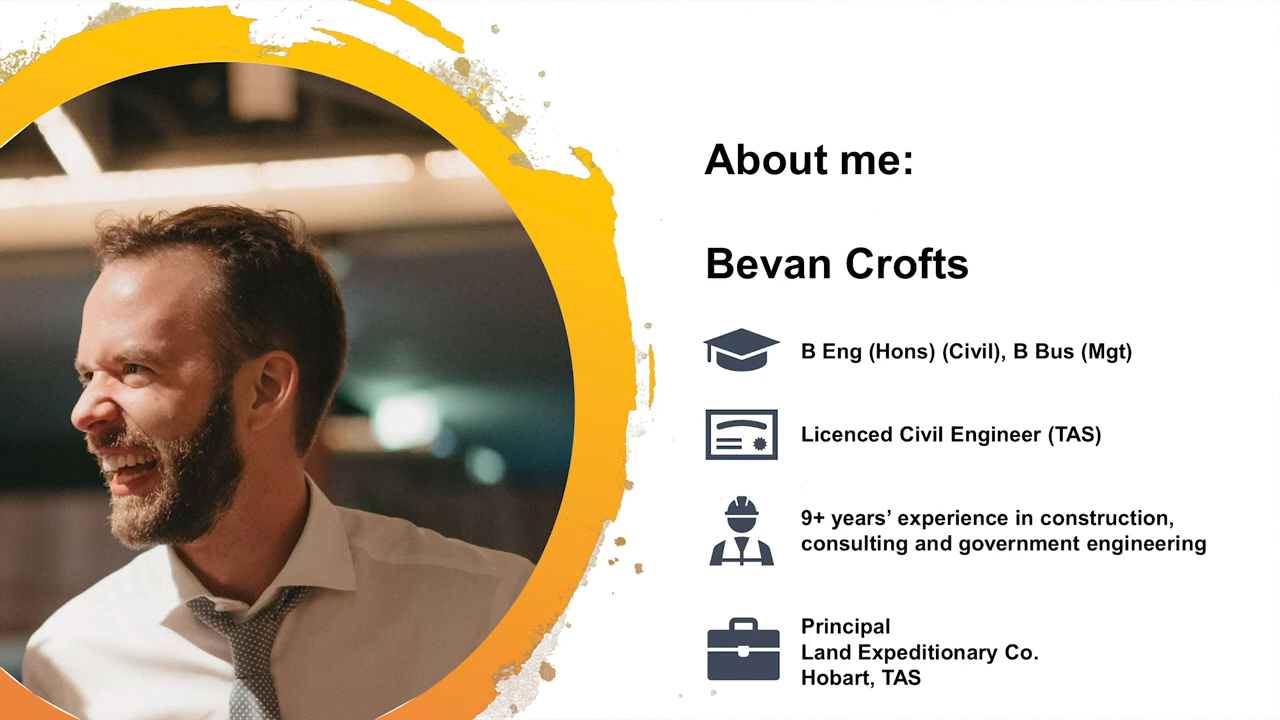 About me:
Bevan Crofts
B Eng (Hons) (Civil), B Bus (Mgt)
Licenced Civil Engineer (TAS)
9+ years’ experience in construction,
consulting and government engineering
Principal
Land Expeditionary Co.
Hobart, TAS